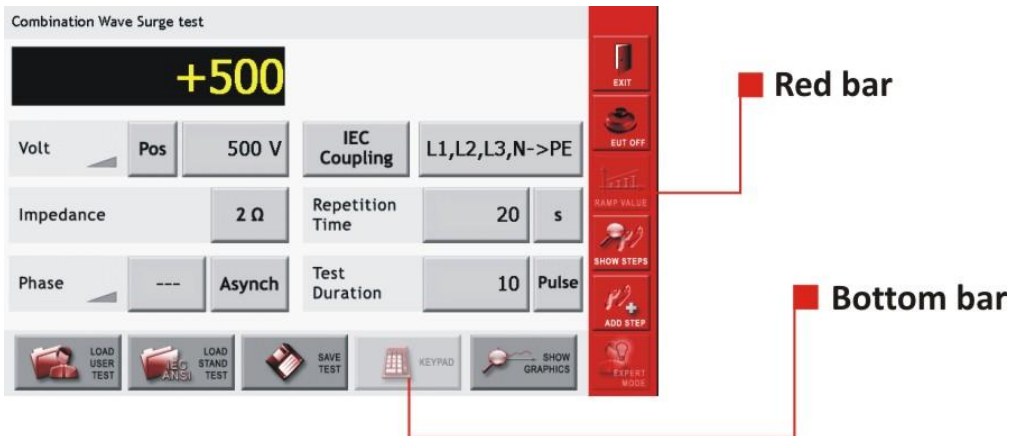 Combination Wave Surge test
+500
Volt
Pos
500 V
IEC
Coupling
L1,L2,L3,N->PE
Impedance
2 Ω
Repetition
Time
20
s
Phase
---
Asynch
Test
Duration
10
Pulse
LOAD
USER
TEST
IEC
ANSI
LOAD
STAND
TEST
SAVE
TEST
KEYPAD
SHOW
GRAPHICS
EXIT
EUT OFF
RAMP VALUE
SHOW STEPS
ADD STEP
EXPERT
MODE
Red bar
Bottom bar